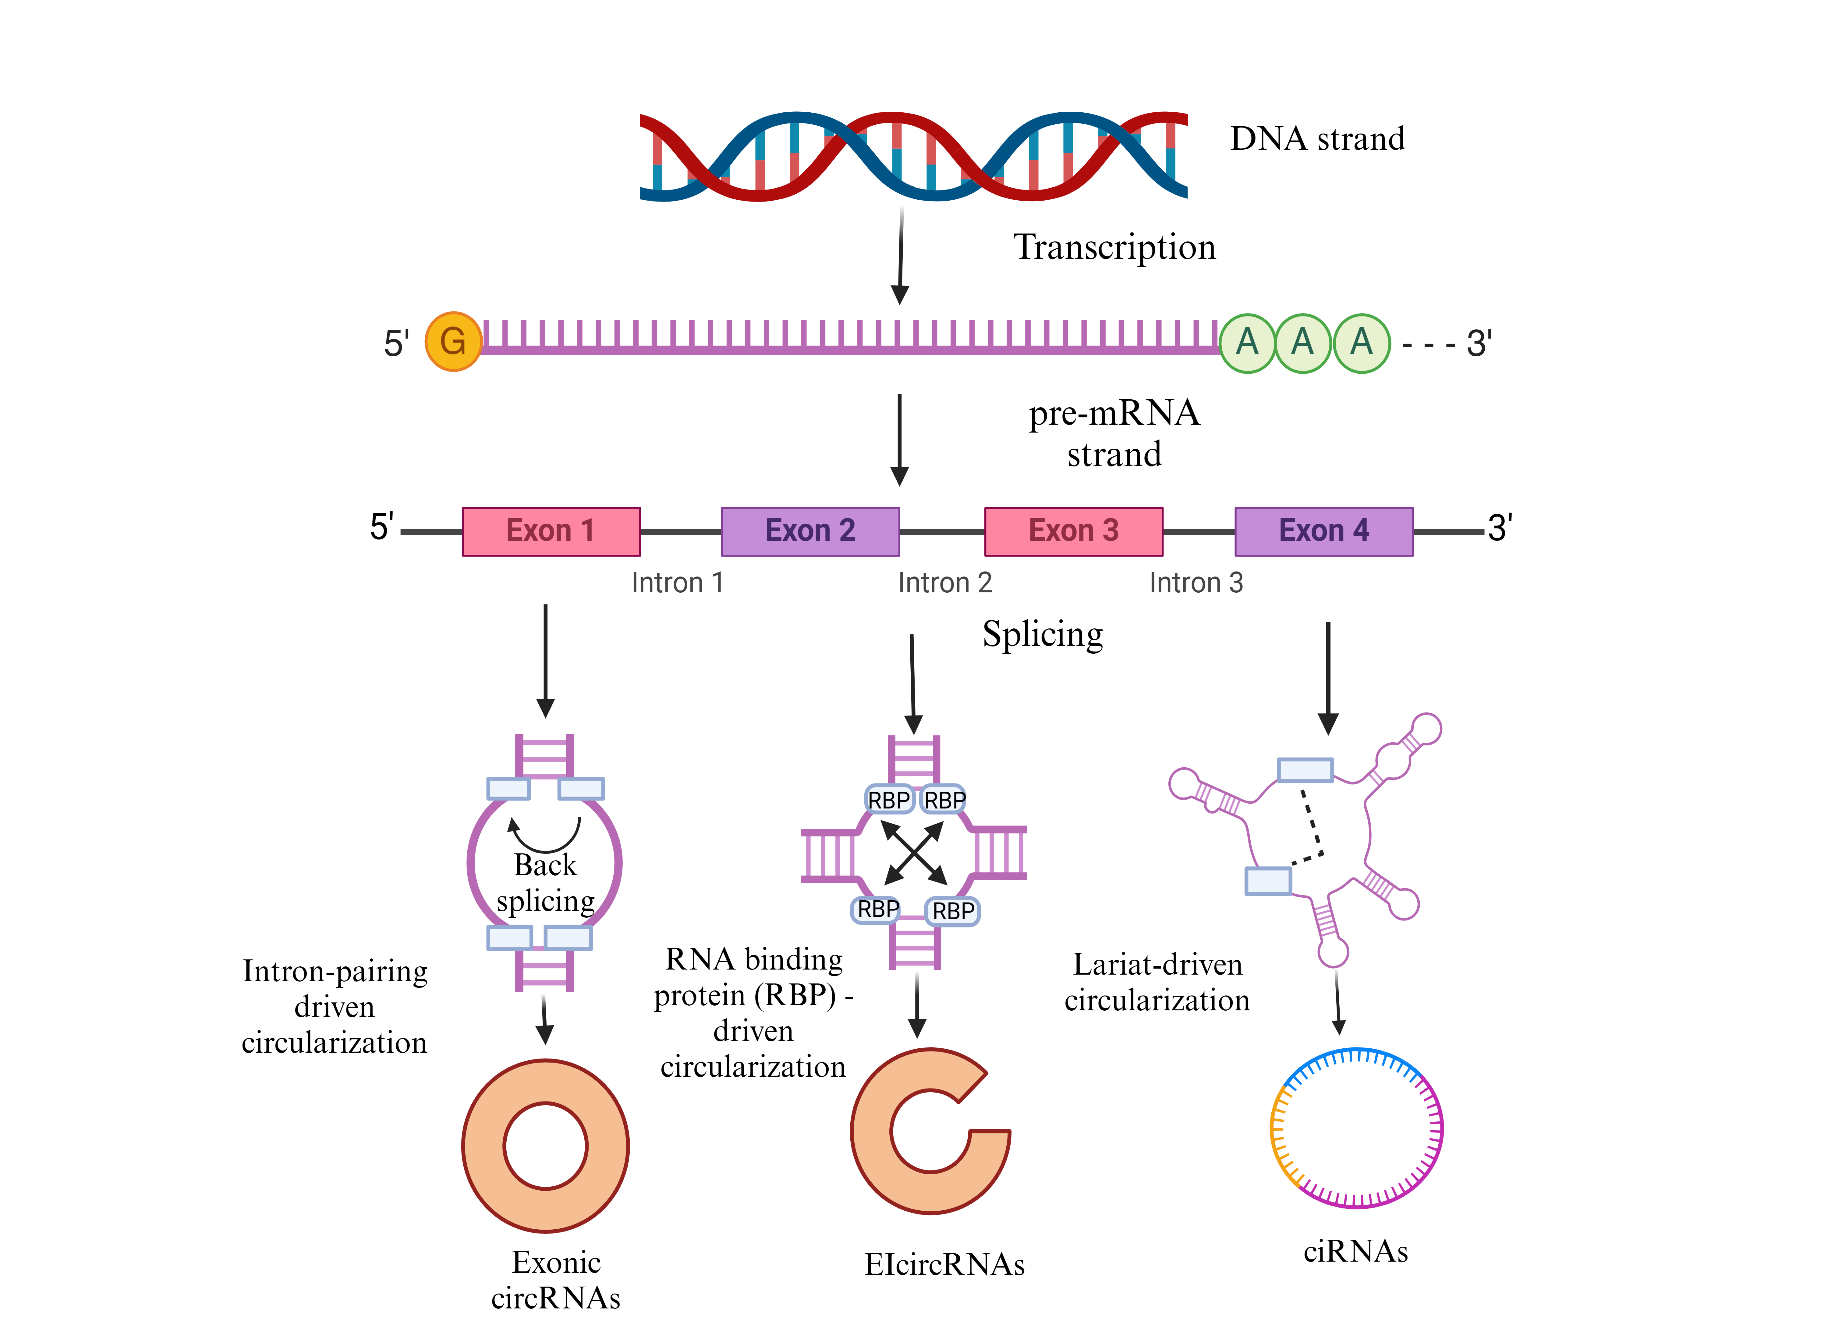 DNA strand
Transcription
5' G A A A - - - 3'
pre-mRNA
strand
5' Exon 1 Exon 2 Exon 3 Exon 4 3'
Intron 1 Intron 2 Intron 3
Splicing
Back
splicing
RBP RBP
RBP RBP
Intron-pairing
driven
circularization
RNA binding
protein (RBP) -
driven
circularization
Lariat-driven
circularization
Exonic
circRNAs
EIcircRNAs
ciRNAs